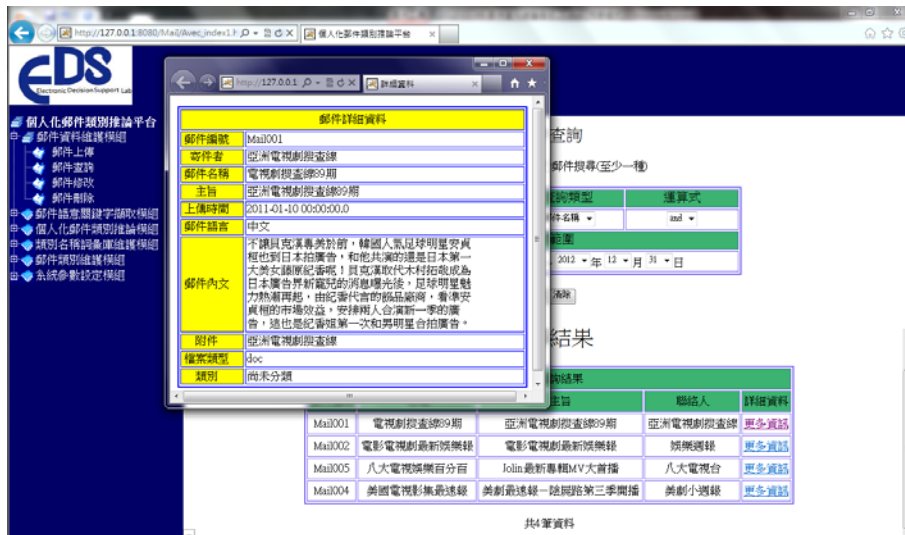 http://127.0.0.1:8080/Mail/Avec_index1.h
個人化郵件類別推論平台
EDS
Electronic Decision Support Lab
個人化郵件類別推論平台
郵件資料維護模組
郵件上傳
郵件查詢
郵件修改
郵件刪除
郵件語意關鍵字擷取模組
個人化郵件類別推論模組
類別名稱詞彙庫維護模組
郵件類別維護模組
系統參數設定模組
http://127.0.0.1
詳細資料
郵件詳細資料
郵件編號 Mail001
寄件者 亞洲電視劇搜查線
郵件名稱 電視劇搜查線89期
主旨 亞洲電視劇搜查線89期
上傳時間 2011-01-10 00:00:00.0
郵件語言 中文
郵件內文
不讓貝克漢專美於前,韓國人氣足球明星安貞
桓也到日本拍廣告,和他共演的還是日本第一
大美女藤原紀香呢!貝克漢取代木村拓哉成為
日本廣告界新寵兒的消息曝光後,足球明星魅
力熱潮再起,由紀香代言的飾品廠商,看準安
貞桓的市場效益,安排兩人合演新一季的廣
告,這也是紀香姐第一次和男明星合拍廣告。
附件 亞洲電視劇搜查線
檔案類型 doc
類別 尚未分類
查詢
郵件搜尋(至少一種)
詢類型 運算式
件名稱 and
範圍
2012 年 12 月 31 日
清除
結果
詢結果
主旨 聯絡人 詳細資料
Mail001 電視劇搜查線89期 亞洲電視劇搜查線89期 亞洲電視劇搜查線 更多資訊
Mail002 電影電視劇最新娛樂報 電影電視劇最新娛樂報 娛樂週報 更多資訊
Mail005 八大電視娛樂百分百 Jolin最新專輯MV大首播 八大電視台 更多資訊
Mail004 美國電視影集最速報 美劇最速報—陰屍路第三季開播 美劇小週報 更多資訊
共4筆資料